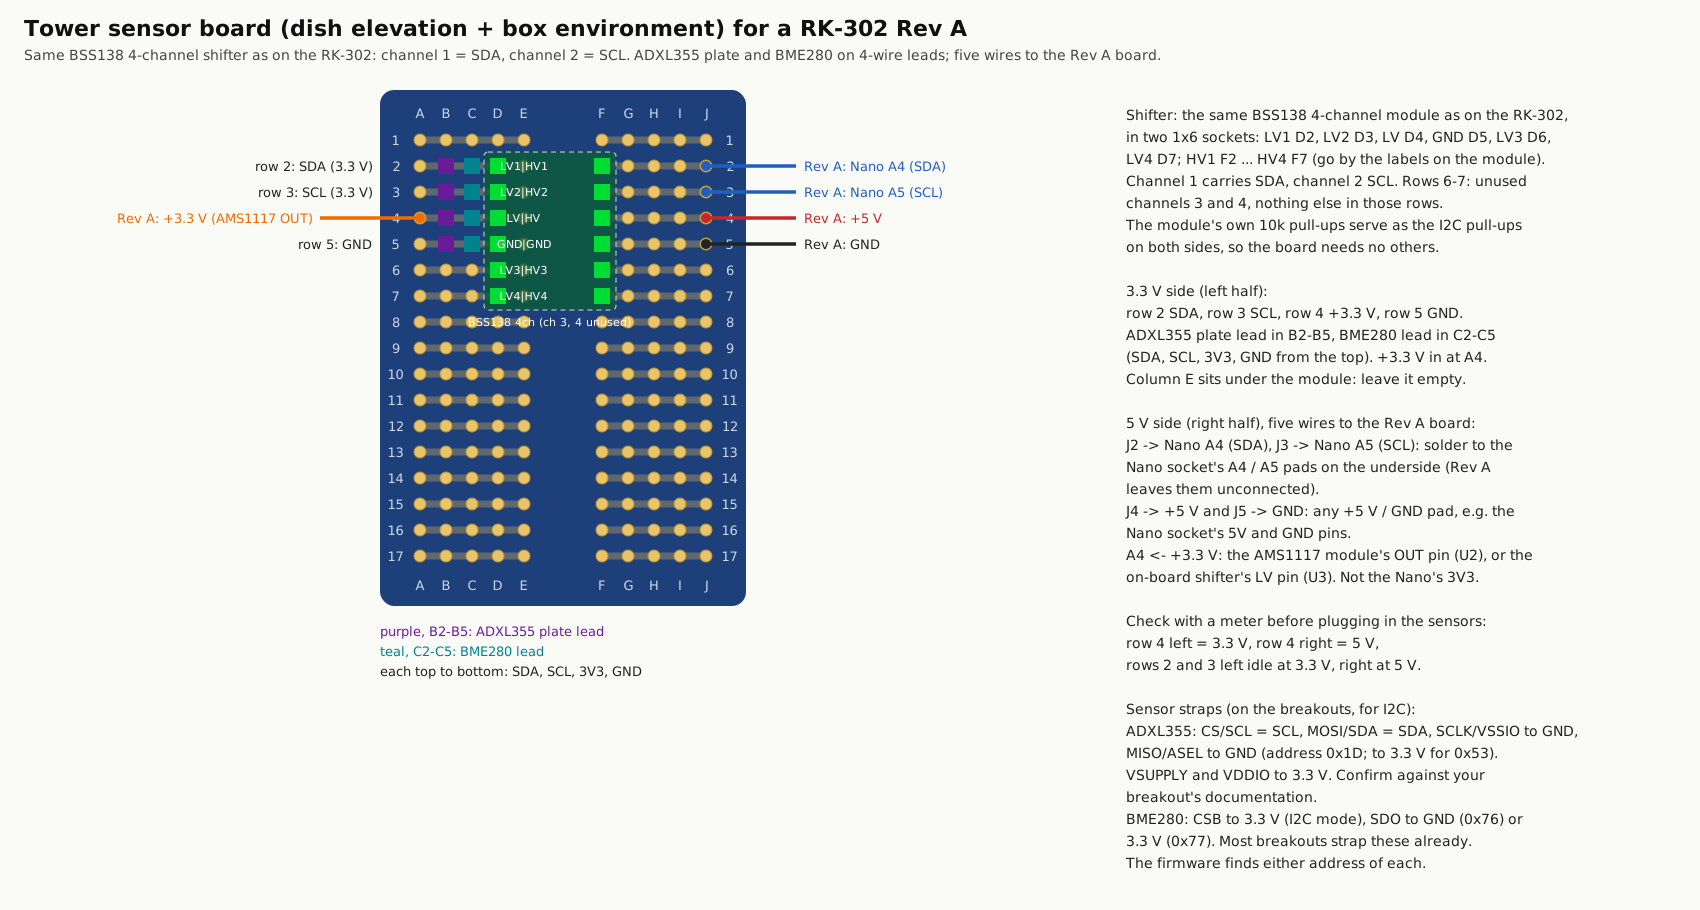 Tower sensor board (dish elevation + box environment) for a RK-302 Rev A
Same BSS138 4-channel shifter as on the RK-302: channel 1 = SDA, channel 2 = SCL. ADXL355 plate and BME280 on 4-wire leads; five wires to the Rev A board.
A B C D E F G H I J
1 1
row 2: SDA (3.3 V) 2 LV1|HV1 2 Rev A: Nano A4 (SDA)
row 3: SCL (3.3 V) 3 LV2|HV2 3 Rev A: Nano A5 (SCL)
Rev A: +3.3 V (AMS1117 OUT) 4 LV|HV 4 Rev A: +5 V
row 5: GND 5 GND|GND 5 Rev A: GND
6 LV3|HV3 6
7 LV4|HV4 7
8 BSS138 4ch (ch 3, 4 unused) 8
9 9
10 10
11 11
12 12
13 13
14 14
15 15
16 16
17 17
A B C D E F G H I J
purple, B2-B5: ADXL355 plate lead
teal, C2-C5: BME280 lead
each top to bottom: SDA, SCL, 3V3, GND
Shifter: the same BSS138 4-channel module as on the RK-302,
in two 1x6 sockets: LV1 D2, LV2 D3, LV D4, GND D5, LV3 D6,
LV4 D7; HV1 F2 ... HV4 F7 (go by the labels on the module).
Channel 1 carries SDA, channel 2 SCL. Rows 6-7: unused
channels 3 and 4, nothing else in those rows.
The module's own 10k pull-ups serve as the I2C pull-ups
on both sides, so the board needs no others.
3.3 V side (left half):
row 2 SDA, row 3 SCL, row 4 +3.3 V, row 5 GND.
ADXL355 plate lead in B2-B5, BME280 lead in C2-C5
(SDA, SCL, 3V3, GND from the top). +3.3 V in at A4.
Column E sits under the module: leave it empty.
5 V side (right half), five wires to the Rev A board:
J2 -> Nano A4 (SDA), J3 -> Nano A5 (SCL): solder to the
Nano socket's A4 / A5 pads on the underside (Rev A
leaves them unconnected).
J4 -> +5 V and J5 -> GND: any +5 V / GND pad, e.g. the
Nano socket's 5V and GND pins.
A4 <- +3.3 V: the AMS1117 module's OUT pin (U2), or the
on-board shifter's LV pin (U3). Not the Nano's 3V3.
Check with a meter before plugging in the sensors:
row 4 left = 3.3 V, row 4 right = 5 V,
rows 2 and 3 left idle at 3.3 V, right at 5 V.
Sensor straps (on the breakouts, for I2C):
ADXL355: CS/SCL = SCL, MOSI/SDA = SDA, SCLK/VSSIO to GND,
MISO/ASEL to GND (address 0x1D; to 3.3 V for 0x53).
VSUPPLY and VDDIO to 3.3 V. Confirm against your
breakout's documentation.
BME280: CSB to 3.3 V (I2C mode), SDO to GND (0x76) or
3.3 V (0x77). Most breakouts strap these already.
The firmware finds either address of each.